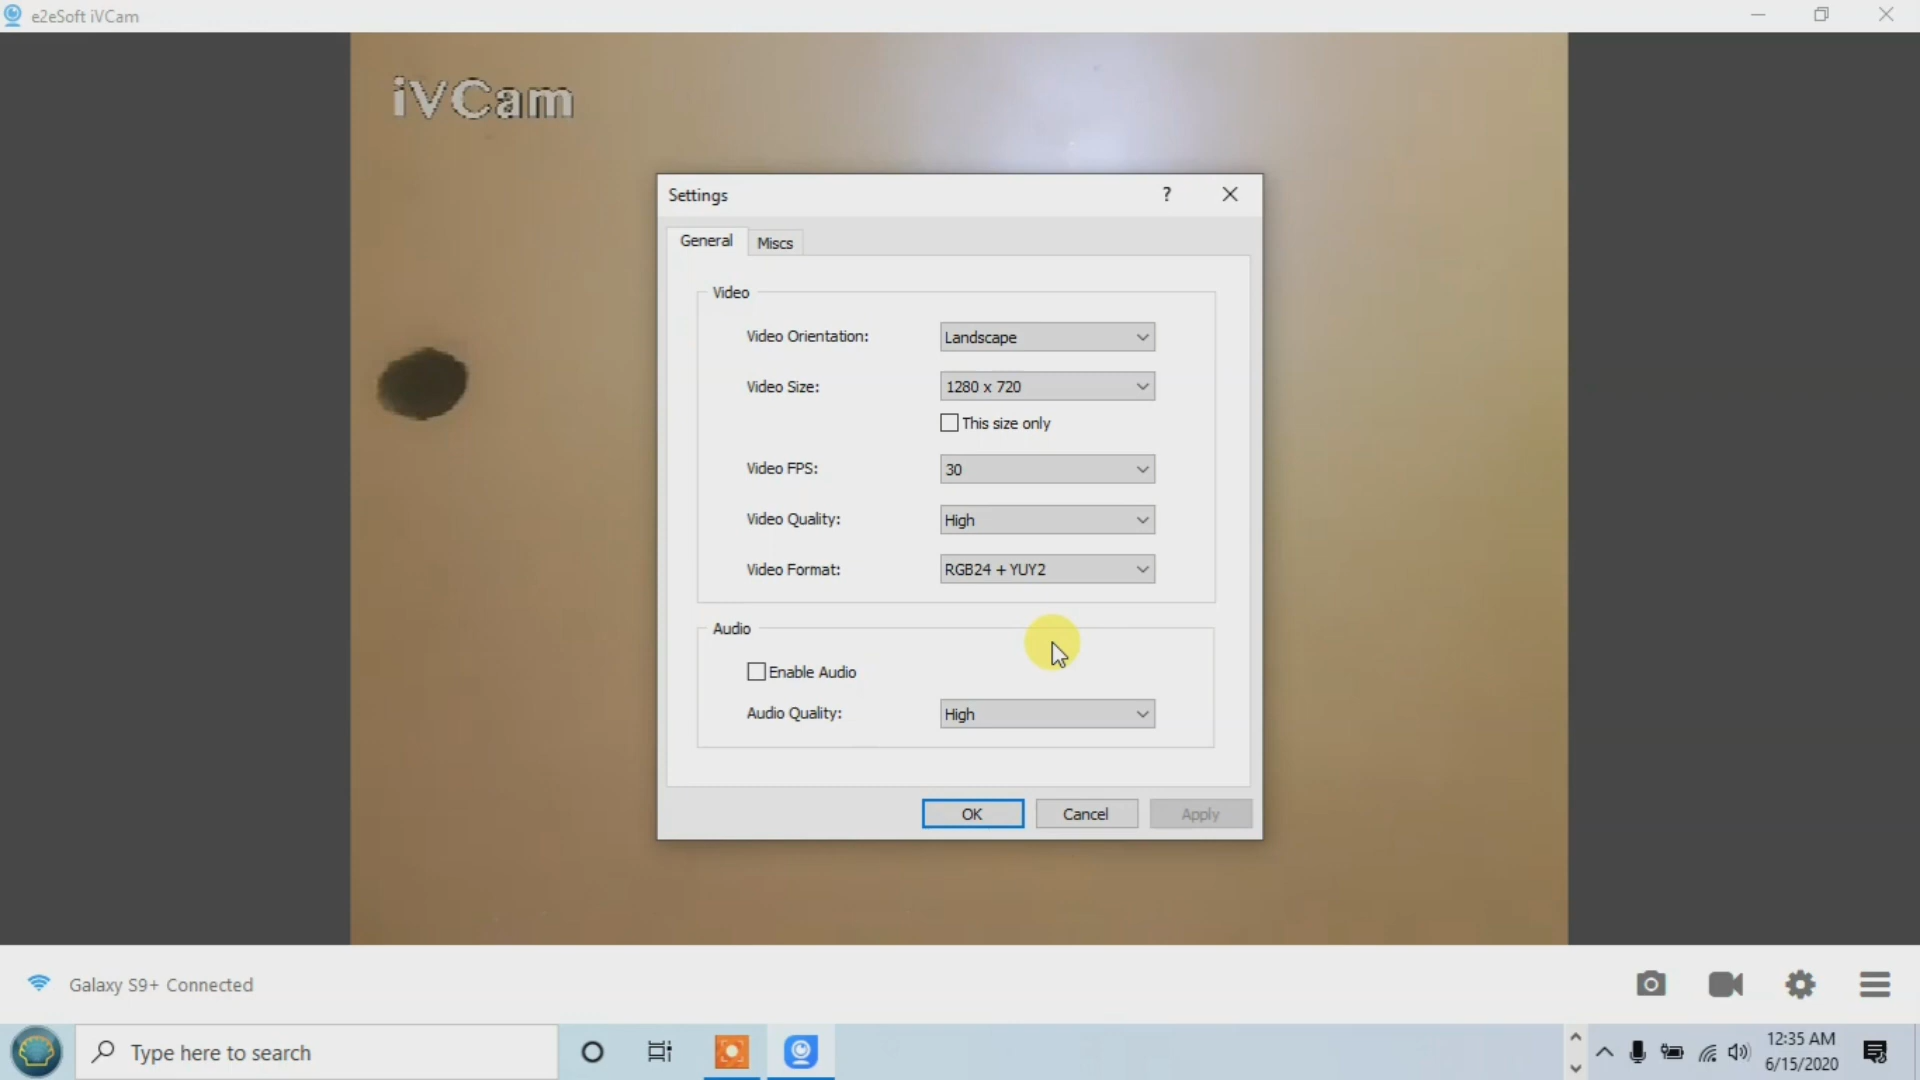 e2eSoft iVCam
iVCam
Settings
?
General
Miscs
Video
Video Orientation:
Landscape
Video Size:
1280 x 720
This size only
Video FPS:
30
Video Quality:
High
Video Format:
RGB24 + YUY2
Audio
Enable Audio
Audio Quality:
High
OK
Cancel
Apply
Galaxy S9+ Connected
Type here to search
12:35 AM
6/15/2020